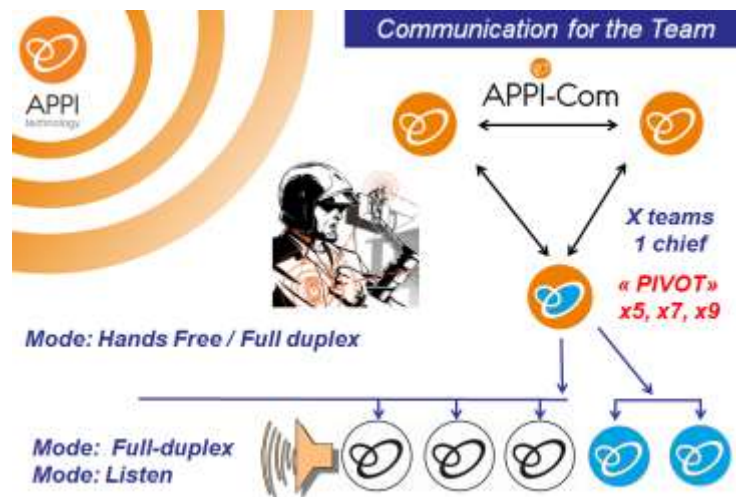 Communication for the Team
APPI
technology
APPI-Com
X teams
1 chief
« PIVOT»
x5, x7, x9
Mode: Hands Free / Full duplex
Mode: Full-duplex
Mode: Listen